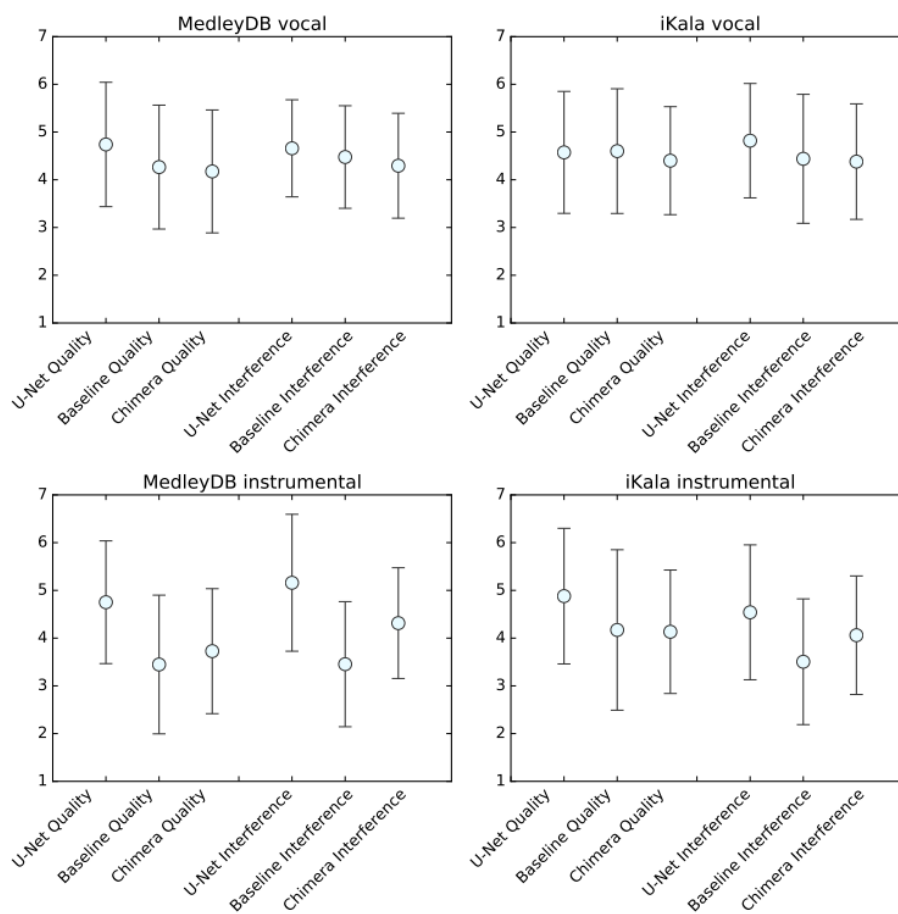 MedleyDB vocal
7
6
5
4
3
2
1
U-Net Quality
Baseline Quality
Chimera Quality
U-Net Interference
Baseline Interference
Chimera Interference
iKala vocal
7
6
5
4
3
2
1
U-Net Quality
Baseline Quality
Chimera Quality
U-Net Interference
Baseline Interference
Chimera Interference
MedleyDB instrumental
7
6
5
4
3
2
1
U-Net Quality
Baseline Quality
Chimera Quality
U-Net Interference
Baseline Interference
Chimera Interference
iKala instrumental
7
6
5
4
3
2
1
U-Net Quality
Baseline Quality
Chimera Quality
U-Net Interference
Baseline Interference
Chimera Interference